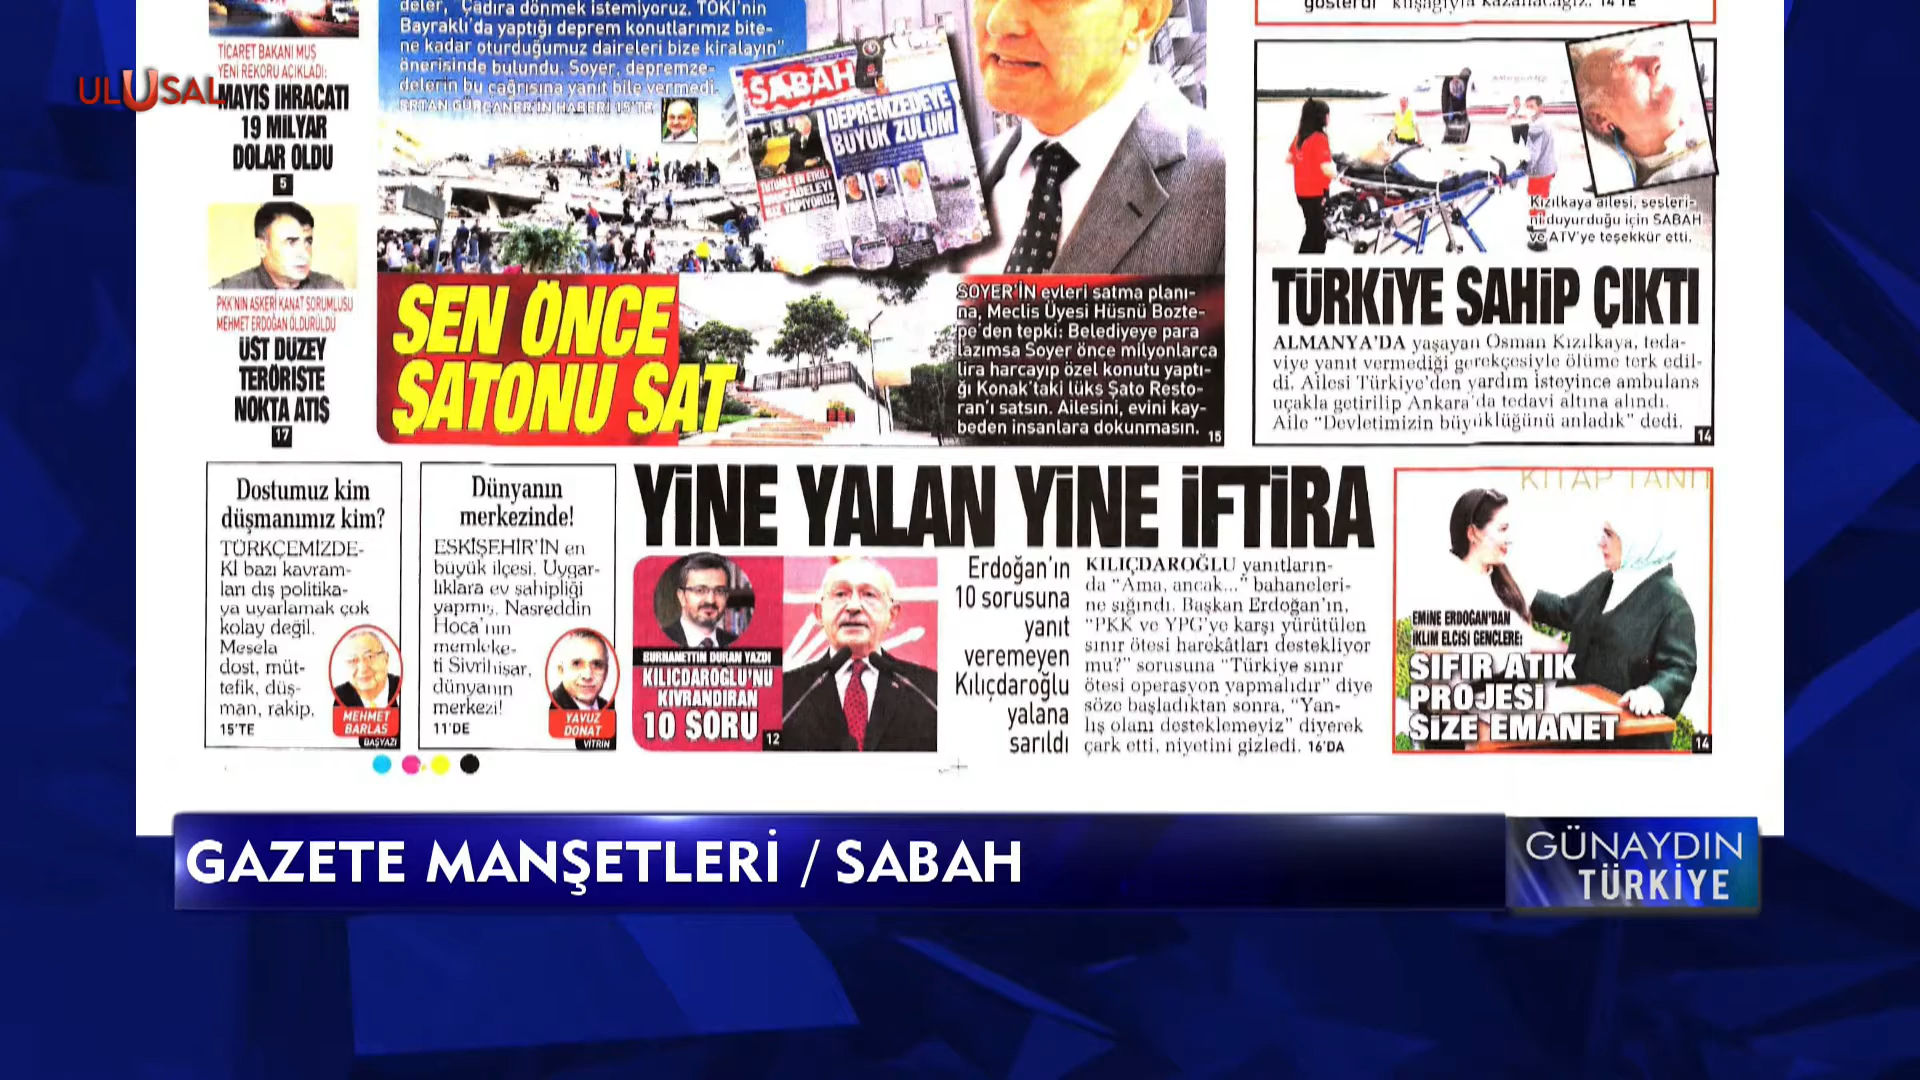 deler, "Çadıra dönmek istemiyoruz. TOKİ'nin
Bayraklı'da yaptığı deprem konutlarımız bite-
ne kadar oturduğumuz daireleri bize kiralayın"
önerisinde bulundu. Soyer, depremze-
delerin bu çağrısına yanıt bile vermedi.
ERTAN GÜRCANER'İN HABERİ 15'TE
SABAH
DEPREMZEDEYE
BÜYÜK ZULÜM
TİCARET BAKANI MUŞ
YENİ REKORU AÇIKLADI:
MAYIS İHRACATI
19 MİLYAR
DOLAR OLDU
5
ULUSAL
PKK'NIN ASKERİ KANAT SORUMLUSU
MEHMET ERDOĞAN ÖLDÜRÜLDÜ
ÜST DÜZEY
TERÖRİSTE
NOKTA ATIŞ
17
SEN ÖNCE
ŞATONU SAT
SOYER'İN evleri satma planı-
na, Meclis Üyesi Hüsnü Bozte-
pe'den tepki: Belediyeye para
lazımsa Soyer önce milyonlarca
lira harcayıp özel konutu yaptı-
ğı Konak'taki lüks Şato Resto-
ran'ı satsın. Ailesini, evini kay-
beden insanlara dokunmasın. 15
gösterdi
14'TE
Kızılkaya ailesi, sesleri-
ni duyurduğu için SABAH
ve ATV'ye teşekkür etti.
TÜRKİYE SAHİP ÇIKTI
ALMANYA'DA yaşayan Osman Kızılkaya, teda-
viye yanıt vermediği gerekçesiyle ölüme terk edil-
di. Ailesi Türkiye'den yardım isteyince ambulans
uçakla getirilip Ankara'da tedavi altına alındı.
Aile "Devletimizin büyüklüğünü anladık" dedi.
14
Dostumuz kim
düşmanımız kim?
TÜRKÇEMİZDE-
Kİ bazı kavram-
ları dış politika-
ya uyarlamak çok
kolay değil.
Mesela
dost, müt-
tefik, düş-
man, rakip.
15'TE
MEHMET
BARLAS
BAŞYAZI
Dünyanın
merkezinde!
ESKİŞEHİR'İN en
büyük ilçesi. Uygar-
lıklara ev sahipliği
yapmış. Nasreddin
Hoca'nın
memleke-
ti Sivrihisar,
dünyanın
merkezi!
11'DE
YAVUZ
DONAT
VİTRİN
YİNE YALAN YİNE İFTİRA
BURHANETTİN DURAN YAZDI
KILIÇDAROĞLU'NU
KIVRANDIRAN
10 SORU
12
Erdoğan'ın
10 sorusuna
yanıt
veremeyen
Kılıçdaroğlu
yalana
sarıldı
KILIÇDAROĞLU yanıtların-
da "Ama, ancak..." bahaneleri-
ne sığındı. Başkan Erdoğan'ın,
"PKK ve YPG'ye karşı yürütülen
sınır ötesi harekâtları destekliyor
mu?" sorusuna "Türkiye sınır
ötesi operasyon yapmalıdır" diye
söze başladıktan sonra, "Yan-
lış olanı desteklemeyiz" diyerek
çark etti, niyetini gizledi. 16'DA
KİTAP TANIT
EMİNE ERDOĞAN'DAN
İKLİM ELÇİSİ GENÇLERE:
SIFIR ATIK
PROJESİ
SİZE EMANET
14
GAZETE MANŞETLERİ / SABAH
GÜNAYDIN
TÜRKİYE